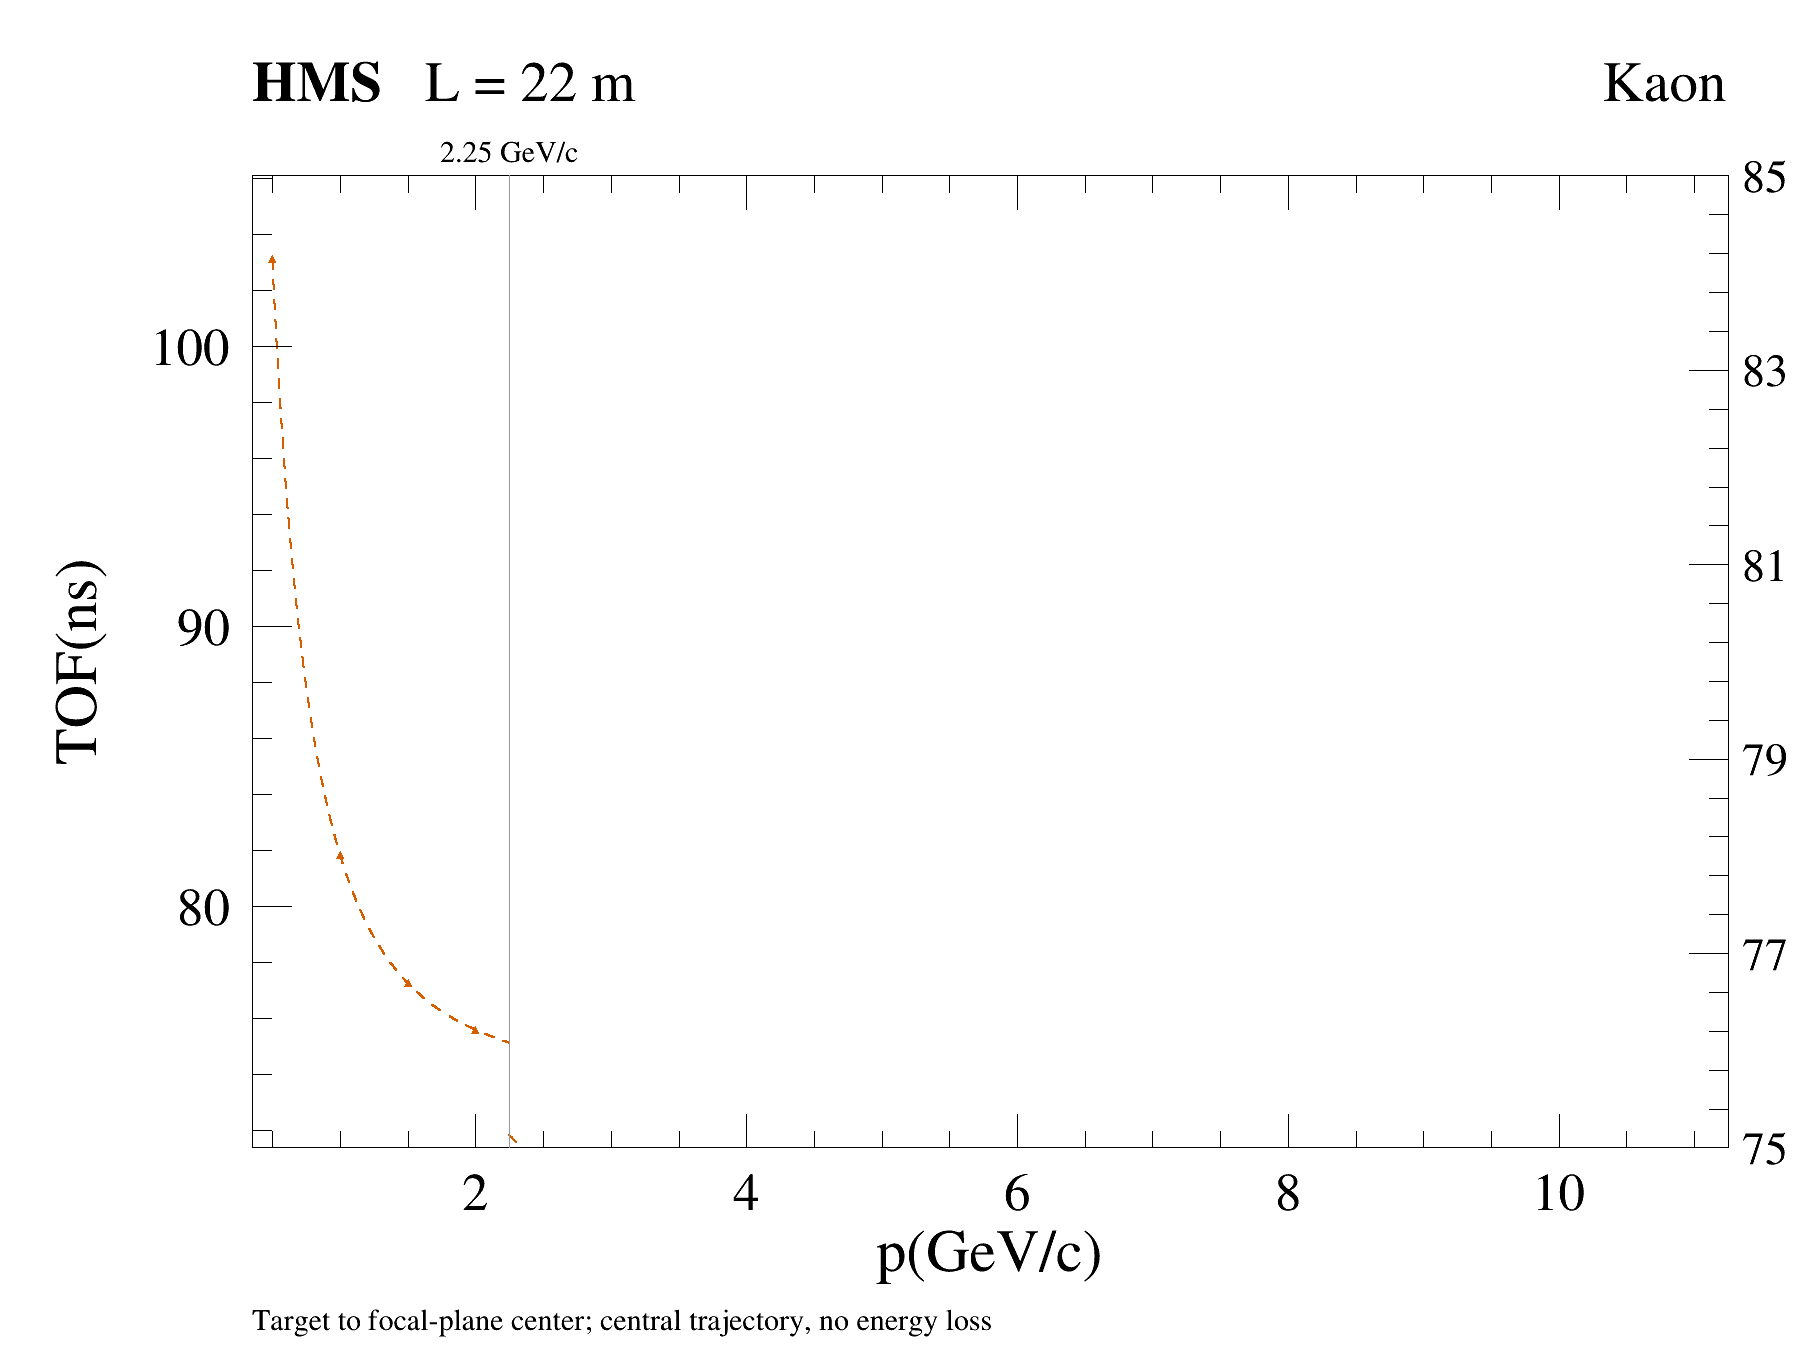 HMS L = 22 m
Kaon
2.25 GeV/c
85
83
81
79
77
75
100
90
80
TOF(ns)
2 4 6 8 10
p(GeV/c)
Target to focal-plane center; central trajectory, no energy loss